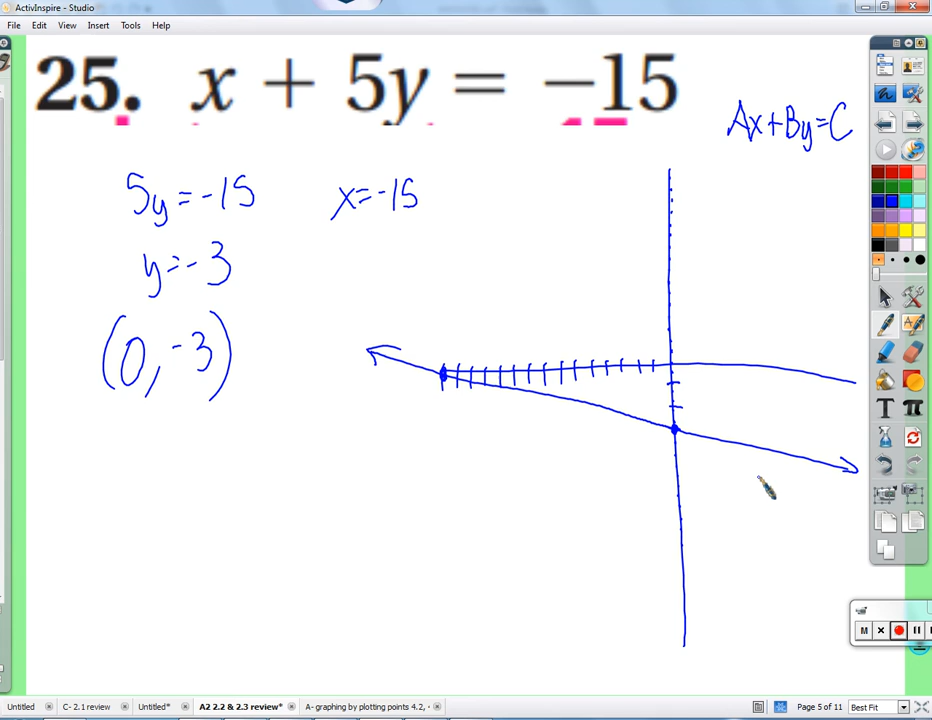 ActivInspire - Studio
File Edit View Insert Tools Help
25. x + 5y = -15
Ax+By=C
5y=-15 x=-15
y=-3
(0, -3)
M
Untitled C- 2.1 review Untitled* A2 2.2 & 2.3 review* A- graphing by plotting points 4.2, - Page 5 of 11 Best Fit